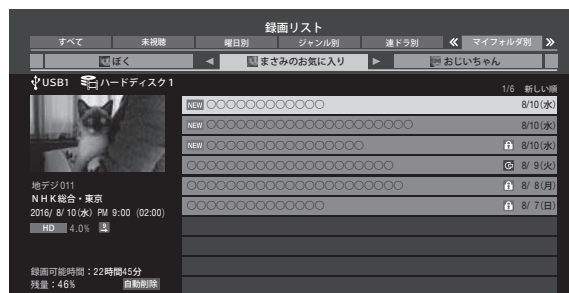 録画リスト
すべて 未視聴 曜日別 ジャンル別 連ドラ別 マイフォルダ別
ぼく ◀ まさみのお気に入り ▶ おじいちゃん
USB1 ハードディスク1
1/6 新しい順
NEW 〇〇〇〇〇〇〇〇〇〇〇〇 8/10(水)
NEW 〇〇〇〇〇〇〇〇〇〇〇〇〇〇〇〇〇〇〇〇〇 8/10(水)
NEW 〇〇〇〇〇〇〇〇〇〇〇〇〇〇〇〇 8/10(水)
〇〇〇〇〇〇〇〇〇〇〇〇〇〇〇〇〇〇〇〇〇 G 8/ 9(火)
〇〇〇〇〇〇〇〇〇〇〇〇〇〇〇〇〇〇〇〇〇〇 8/ 8(月)
〇〇〇〇〇〇〇〇〇〇〇〇〇〇 8/ 7(日)
地デジ011
NHK総合・東京
2016/ 8/10(水) PM 9:00 (02:00)
HD 4.0%
録画可能時間：22時間45分
残量：46% 自動削除